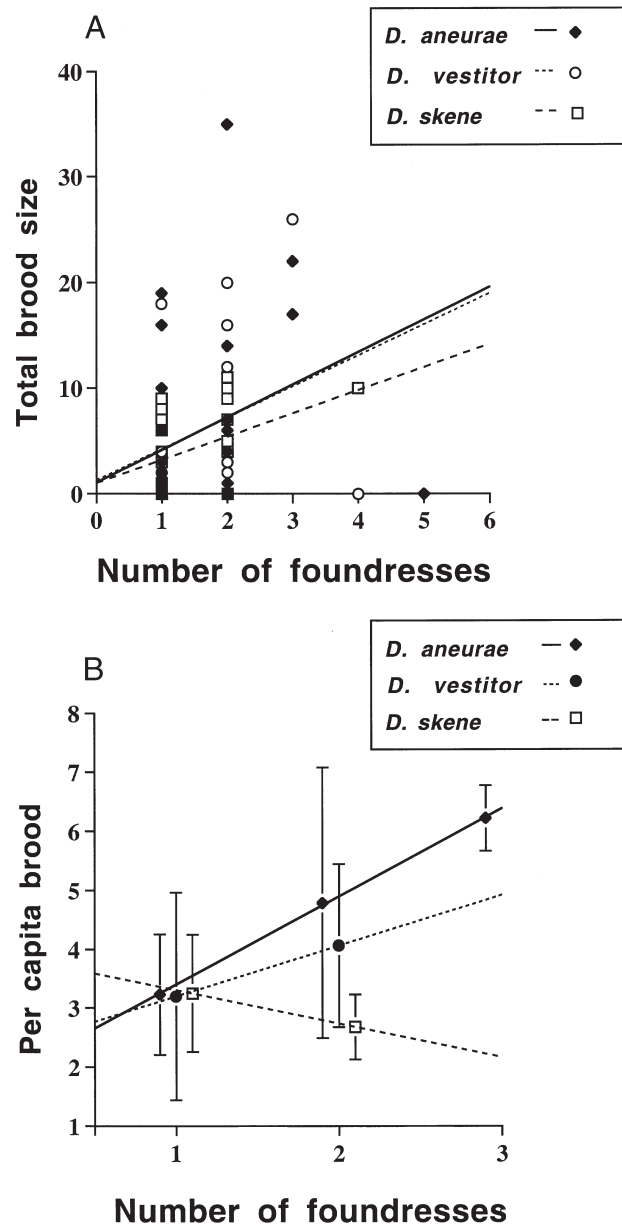 A
D. aneurae
D. vestitor
D. skene
40
30
20
10
0
Total brood size
0 1 2 3 4 5 6
Number of foundresses
B
D. aneurae
D. vestitor
D. skene
8
7
6
5
4
3
2
1
Per capita brood
1 2 3
Number of foundresses